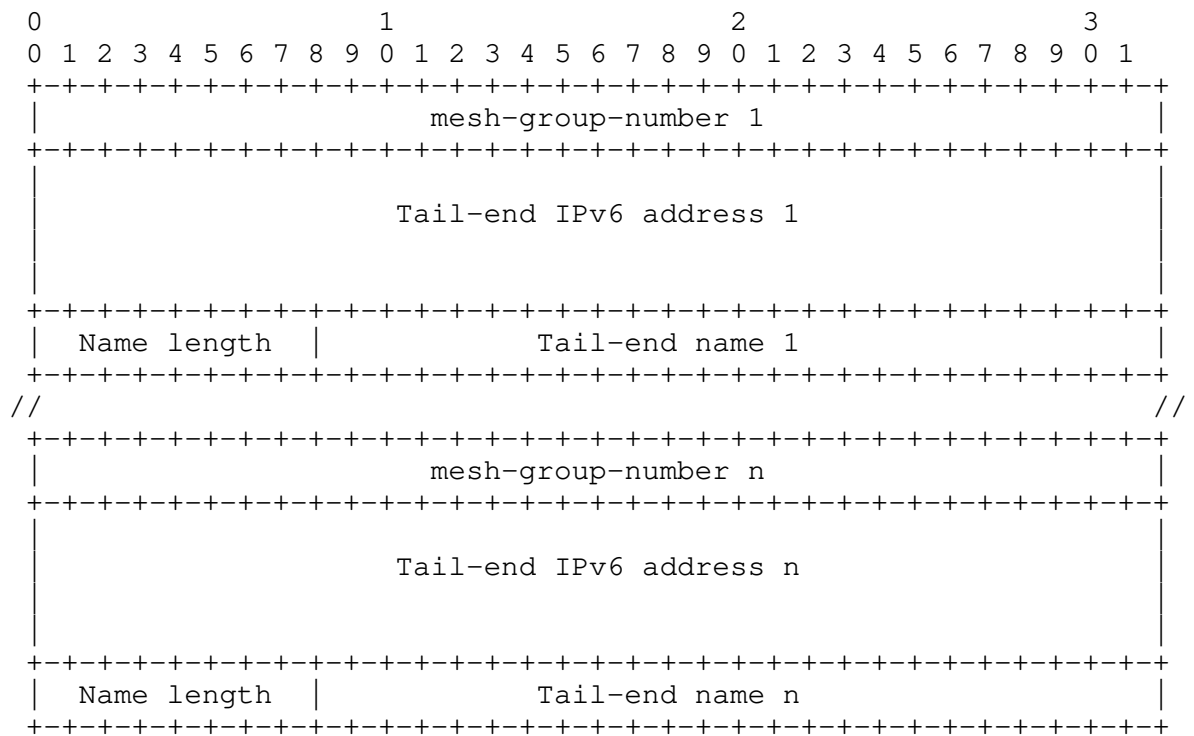 0                   1                   2                   3
0 1 2 3 4 5 6 7 8 9 0 1 2 3 4 5 6 7 8 9 0 1 2 3 4 5 6 7 8 9 0 1
+-+-+-+-+-+-+-+-+-+-+-+-+-+-+-+-+-+-+-+-+-+-+-+-+-+-+-+-+-+-+-+-+
|                      mesh-group-number 1                      |
+-+-+-+-+-+-+-+-+-+-+-+-+-+-+-+-+-+-+-+-+-+-+-+-+-+-+-+-+-+-+-+-+
|                                                               |
|                    Tail-end IPv6 address 1                    |
|                                                               |
|                                                               |
+-+-+-+-+-+-+-+-+-+-+-+-+-+-+-+-+-+-+-+-+-+-+-+-+-+-+-+-+-+-+-+-+
|  Name length  |            Tail-end name 1                    |
+-+-+-+-+-+-+-+-+-+-+-+-+-+-+-+-+-+-+-+-+-+-+-+-+-+-+-+-+-+-+-+-+
//                                                               //
+-+-+-+-+-+-+-+-+-+-+-+-+-+-+-+-+-+-+-+-+-+-+-+-+-+-+-+-+-+-+-+-+
|                      mesh-group-number n                      |
+-+-+-+-+-+-+-+-+-+-+-+-+-+-+-+-+-+-+-+-+-+-+-+-+-+-+-+-+-+-+-+-+
|                                                               |
|                    Tail-end IPv6 address n                    |
|                                                               |
|                                                               |
+-+-+-+-+-+-+-+-+-+-+-+-+-+-+-+-+-+-+-+-+-+-+-+-+-+-+-+-+-+-+-+-+
|  Name length  |            Tail-end name n                    |
+-+-+-+-+-+-+-+-+-+-+-+-+-+-+-+-+-+-+-+-+-+-+-+-+-+-+-+-+-+-+-+-+